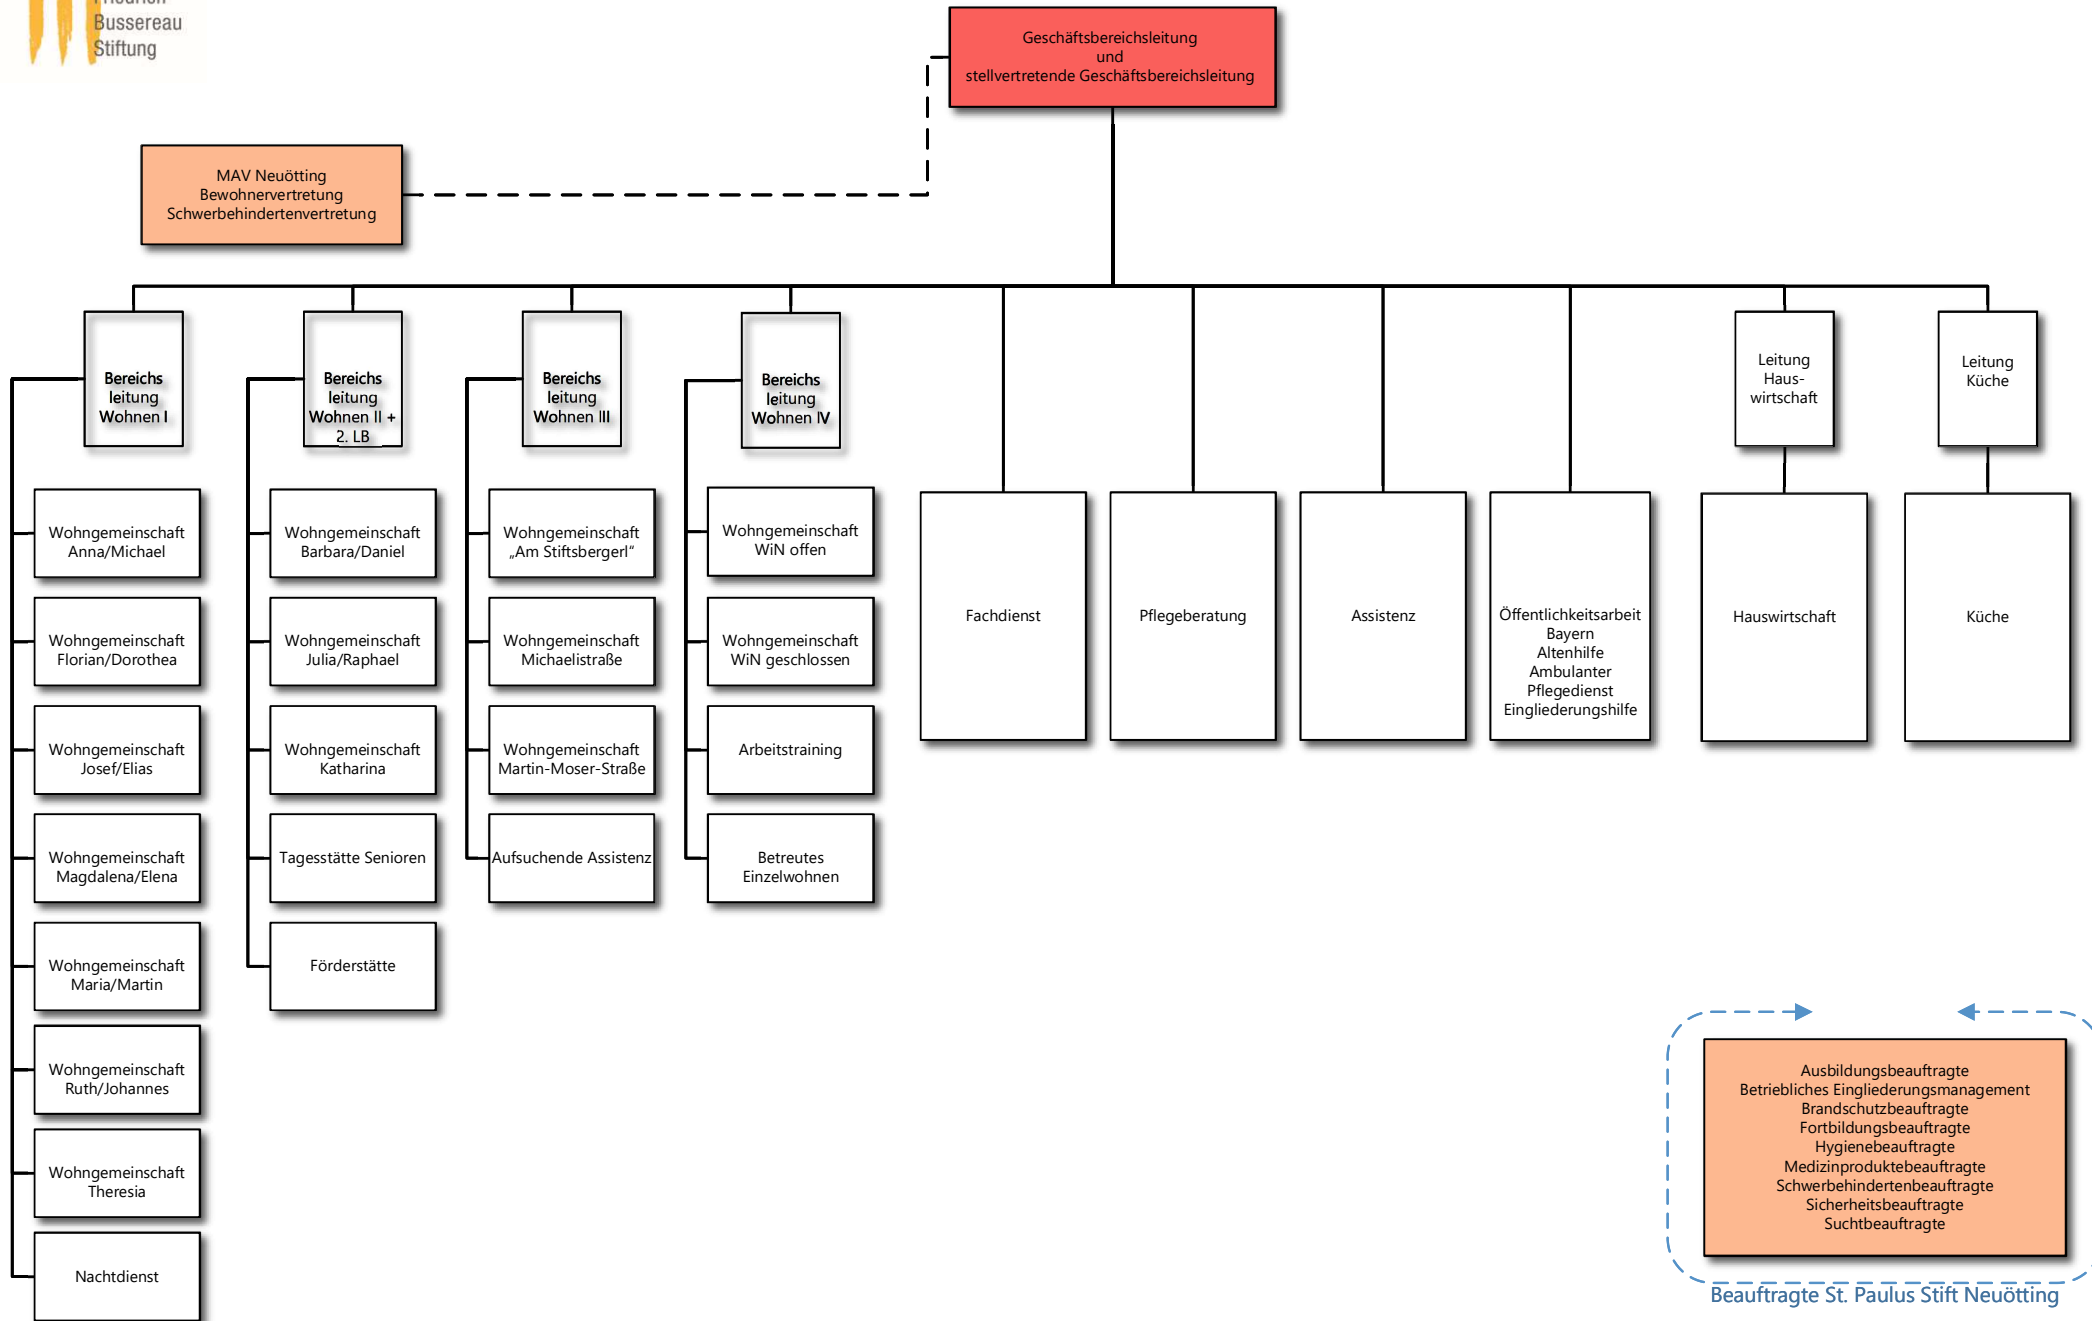 Friedrich
Bussereau
Stiftung
Geschäftsbereichsleitung
und
stellvertretende Geschäftsbereichsleitung
MAV Neuötting
Bewohnervertretung
Schwerbehindertenvertretung
Bereichs
leitung
Wohnen I
Bereichs
leitung
Wohnen II +
2. LB
Bereichs
leitung
Wohnen III
Bereichs
leitung
Wohnen IV
Leitung
Haus-
wirtschaft
Leitung
Küche
Wohngemeinschaft
Anna/Michael
Wohngemeinschaft
Florian/Dorothea
Wohngemeinschaft
Josef/Elias
Wohngemeinschaft
Magdalena/Elena
Wohngemeinschaft
Maria/Martin
Wohngemeinschaft
Ruth/Johannes
Wohngemeinschaft
Theresia
Nachtdienst
Wohngemeinschaft
Barbara/Daniel
Wohngemeinschaft
Julia/Raphael
Wohngemeinschaft
Katharina
Tagesstätte Senioren
Förderstätte
Wohngemeinschaft
„Am Stiftsbergerl“
Wohngemeinschaft
Michaelistraße
Wohngemeinschaft
Martin-Moser-Straße
Aufsuchende Assistenz
Wohngemeinschaft
WiN offen
Wohngemeinschaft
WiN geschlossen
Arbeitstraining
Betreutes
Einzelwohnen
Fachdienst
Pflegeberatung
Assistenz
Öffentlichkeitsarbeit
Bayern
Altenhilfe
Ambulanter
Pflegedienst
Eingliederungshilfe
Hauswirtschaft
Küche
Ausbildungsbeauftragte
Betriebliches Eingliederungsmanagement
Brandschutzbeauftragte
Fortbildungsbeauftragte
Hygienebeauftragte
Medizinproduktebeauftragte
Schwerbehindertenbeauftragte
Sicherheitsbeauftragte
Suchtbeauftragte
Beauftragte St. Paulus Stift Neuötting